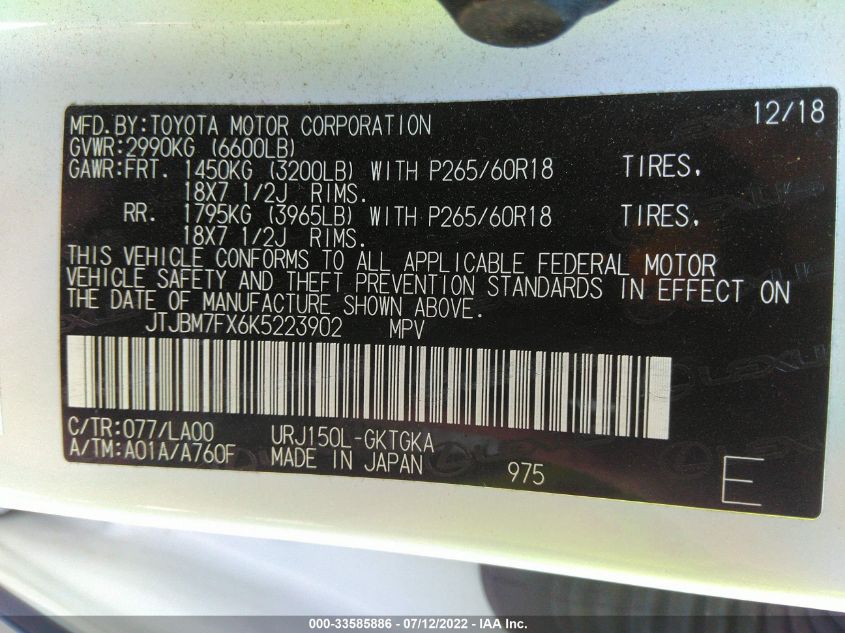 12/18
MFD.BY:TOYOTA MOTOR CORPORATION
GVWR:2990KG (6600LB)
GAWR:FRT. 1450KG (3200LB) WITH P265/60R18 TIRES,
18X7 1/2J RIMS.
RR. 1795KG (3965LB) WITH P265/60R18 TIRES,
18X7 1/2J RIMS.
THIS VEHICLE CONFORMS TO ALL APPLICABLE FEDERAL MOTOR
VEHICLE SAFETY AND THEFT PREVENTION STANDARDS IN EFFECT ON
THE DATE OF MANUFACTURE SHOWN ABOVE.
JTJBM7FX6K5223902 MPV
LEXUS
C/TR:077/LA00 URJ150L-GKTGKA
A/TM:A01A/A760F MADE IN JAPAN 975 E
000-33585886 - 07/12/2022 - IAA Inc.